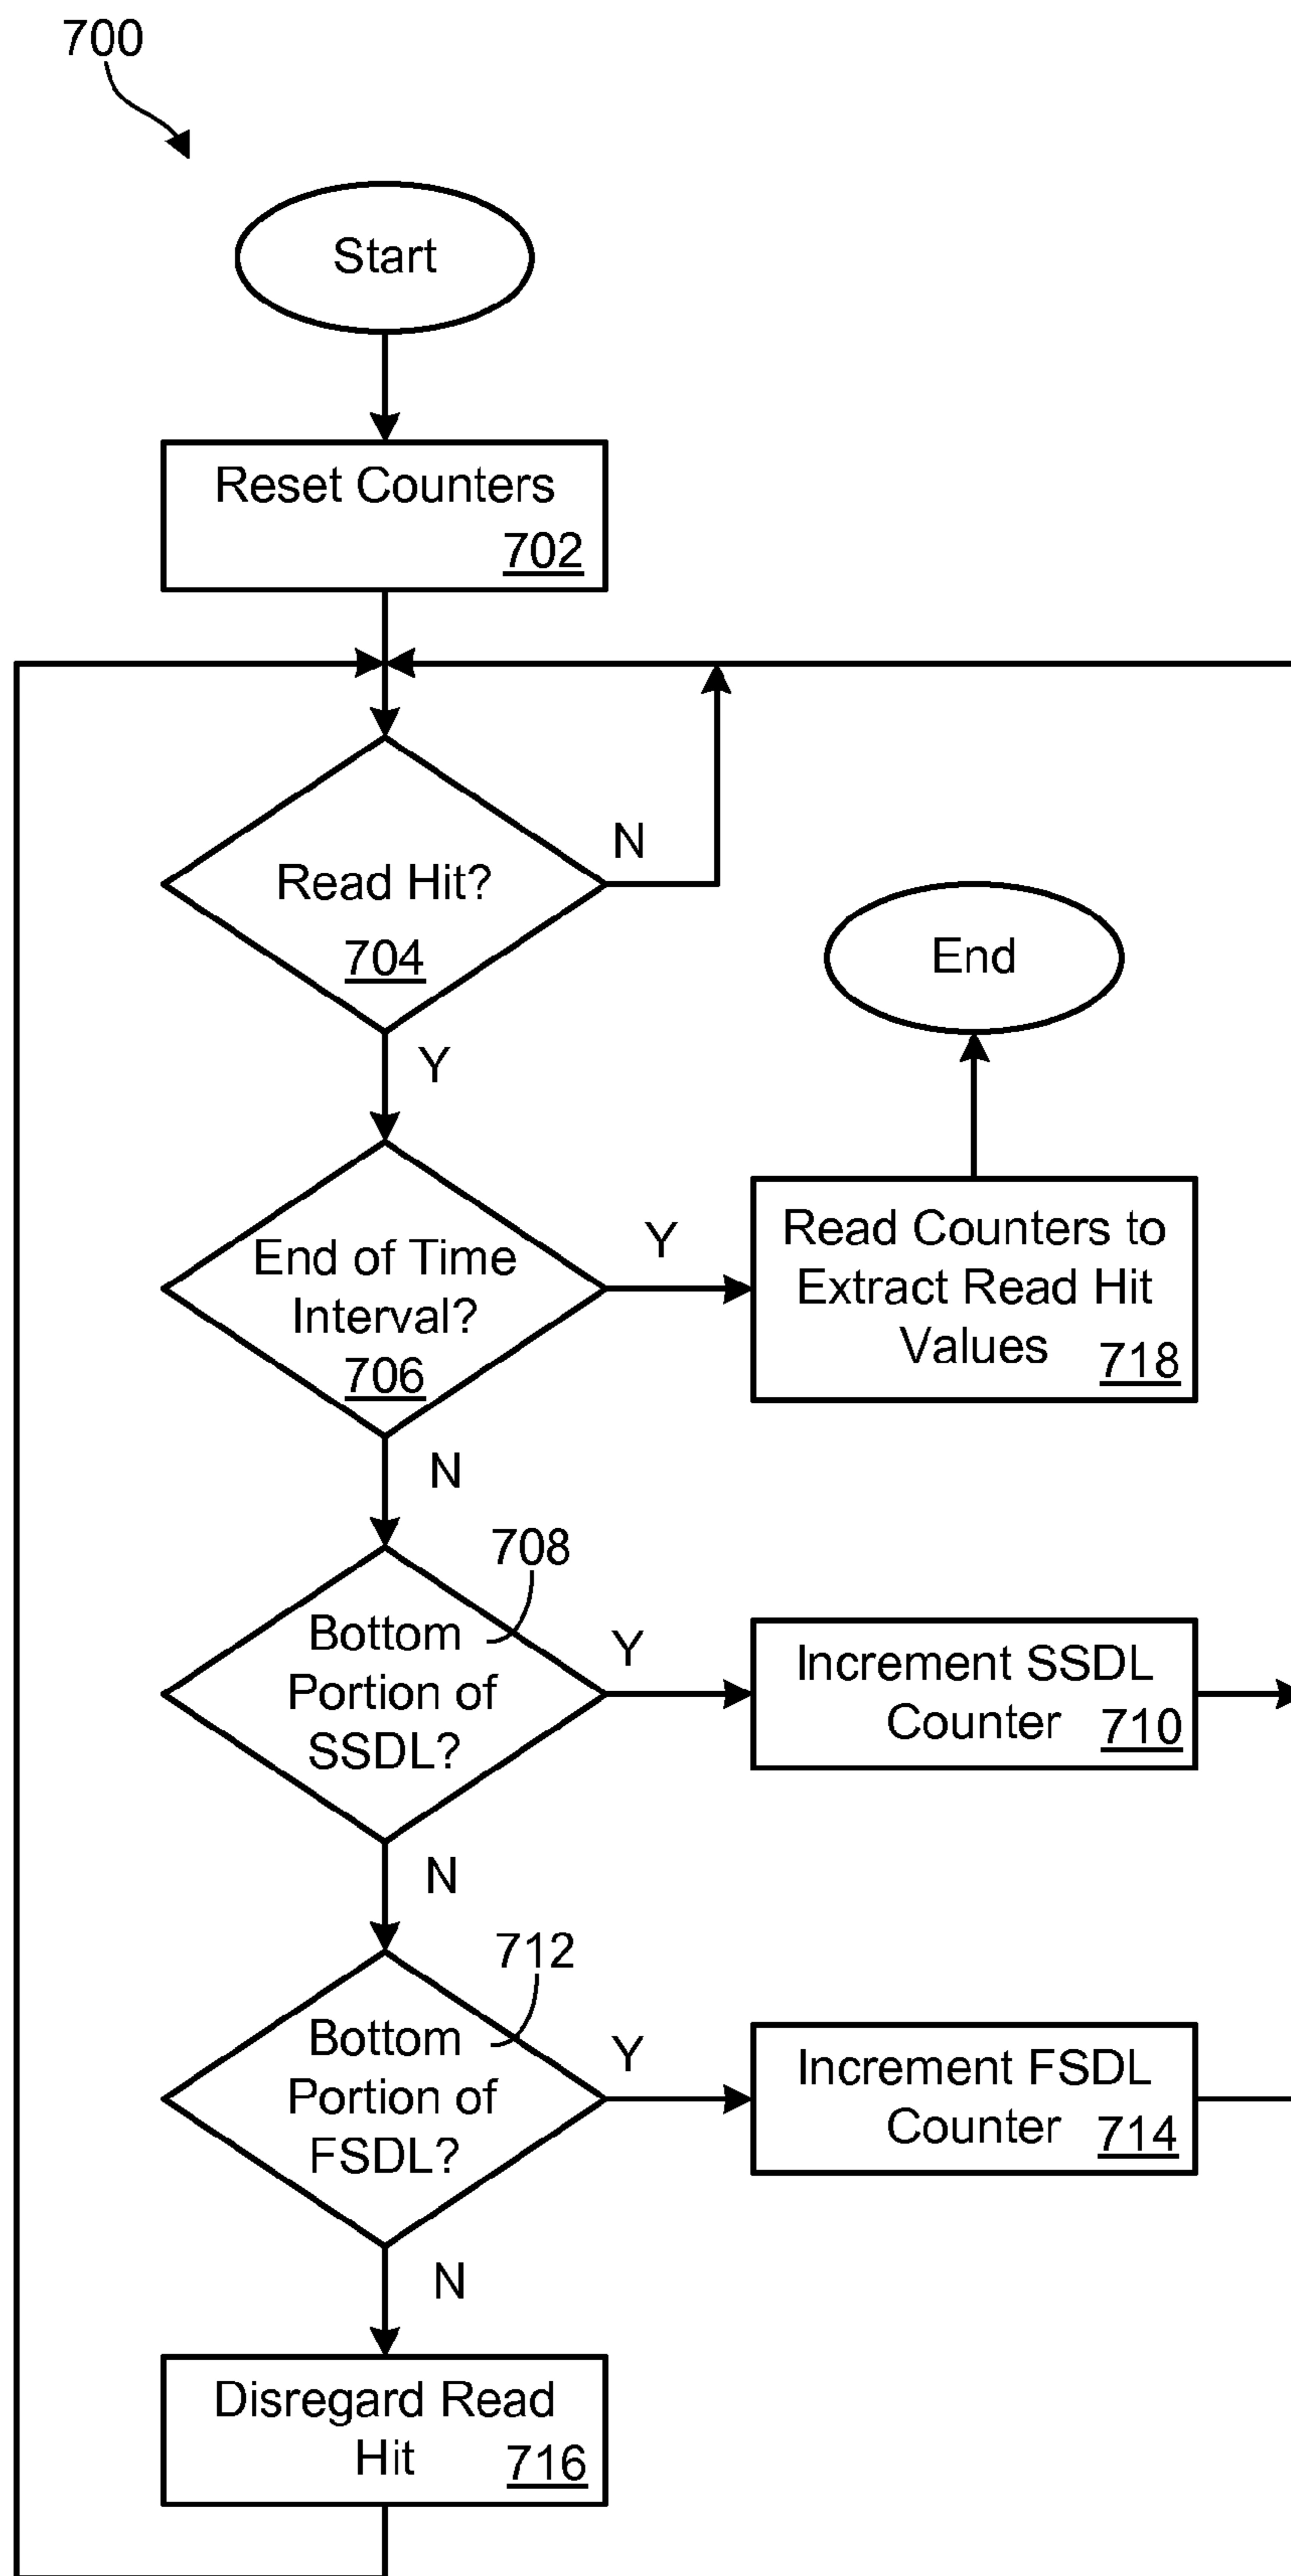 700
Start
Reset Counters
702
Read Hit?
704
N
Y
End
End of Time
Interval?
706
Y
N
Read Counters to
Extract Read Hit
Values 718
708
Bottom
Portion of
SSDL?
Y
N
Increment SSDL
Counter 710
712
Bottom
Portion of
FSDL?
Y
N
Increment FSDL
Counter 714
Disregard Read
Hit 716